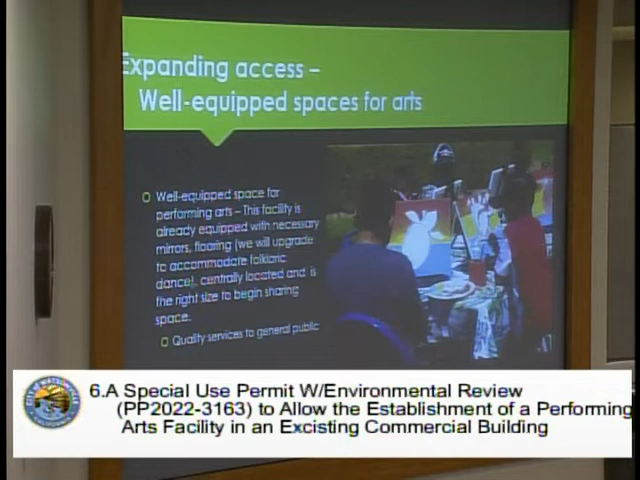 Expanding access –
Well-equipped spaces for arts
Well-equipped space for
performing arts – This facility is
already equipped with necessary
mirrors, flooring (we will upgrade
to accommodate folkloric
dance), centrally located and is
the right size to begin sharing
space.
Quality services to general public
6.A Special Use Permit W/Environmental Review
(PP2022-3163) to Allow the Establishment of a Performing
Arts Facility in an Excisting Commercial Building